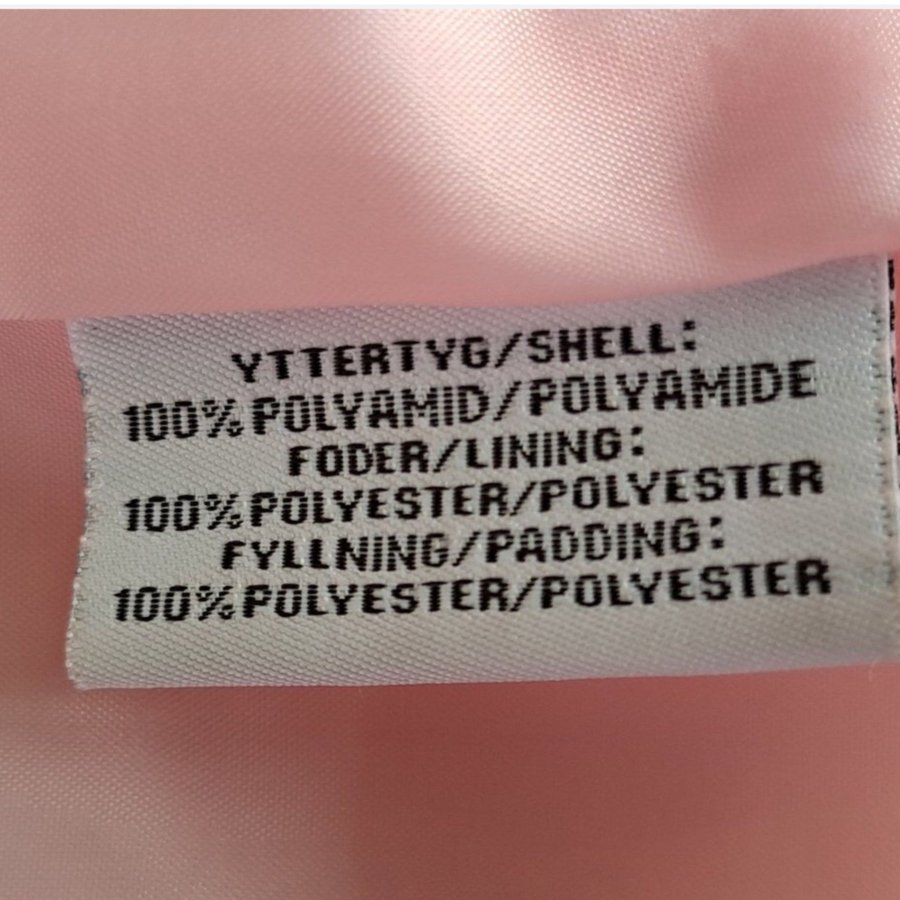 YTTERTYG/SHELL:
100% POLYAMID/POLYAMIDE
FODER/LINING:
100% POLYESTER/POLYESTER
FYLLNING/PADDING:
100% POLYESTER/POLYESTER